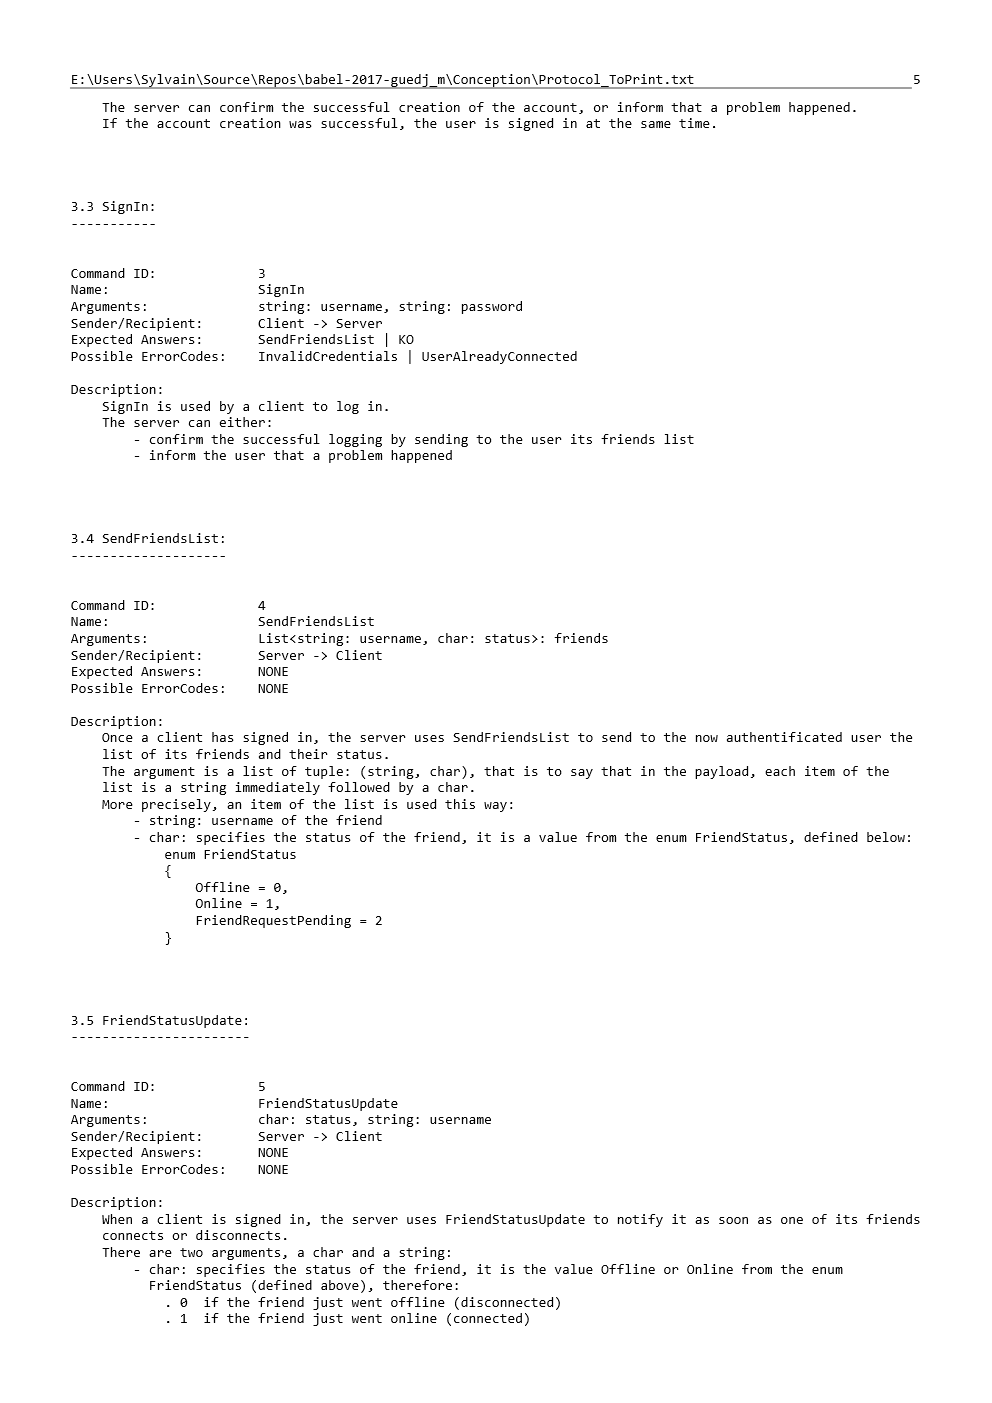 E:\Users\Sylvain\Source\Repos\babel-2017-guedj_m\Conception\Protocol_ToPrint.txt 5
The server can confirm the successful creation of the account, or inform that a problem happened.
If the account creation was successful, the user is signed in at the same time.
3.3 SignIn:
-----------
Command ID: 3
Name: SignIn
Arguments: string: username, string: password
Sender/Recipient: Client -> Server
Expected Answers: SendFriendsList | KO
Possible ErrorCodes: InvalidCredentials | UserAlreadyConnected
Description:
SignIn is used by a client to log in.
The server can either:
- confirm the successful logging by sending to the user its friends list
- inform the user that a problem happened
3.4 SendFriendsList:
--------------------
Command ID: 4
Name: SendFriendsList
Arguments: List<string: username, char: status>: friends
Sender/Recipient: Server -> Client
Expected Answers: NONE
Possible ErrorCodes: NONE
Description:
Once a client has signed in, the server uses SendFriendsList to send to the now authentificated user the
list of its friends and their status.
The argument is a list of tuple: (string, char), that is to say that in the payload, each item of the
list is a string immediately followed by a char.
More precisely, an item of the list is used this way:
- string: username of the friend
- char: specifies the status of the friend, it is a value from the enum FriendStatus, defined below:
enum FriendStatus
{
Offline = 0,
Online = 1,
FriendRequestPending = 2
}
3.5 FriendStatusUpdate:
-----------------------
Command ID: 5
Name: FriendStatusUpdate
Arguments: char: status, string: username
Sender/Recipient: Server -> Client
Expected Answers: NONE
Possible ErrorCodes: NONE
Description:
When a client is signed in, the server uses FriendStatusUpdate to notify it as soon as one of its friends
connects or disconnects.
There are two arguments, a char and a string:
- char: specifies the status of the friend, it is the value Offline or Online from the enum
FriendStatus (defined above), therefore:
. 0 if the friend just went offline (disconnected)
. 1 if the friend just went online (connected)